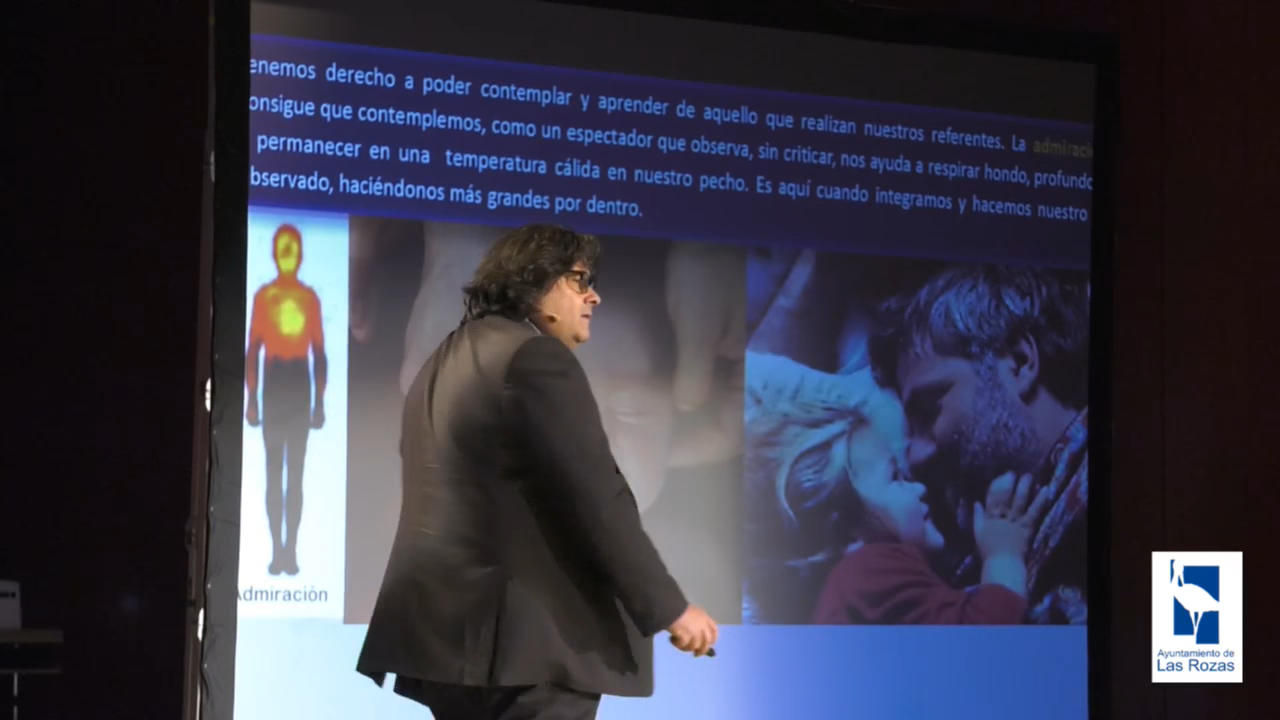 enemos derecho a poder contemplar y aprender de aquello que realizan nuestros referentes. La admiraci
onsigue que contemplemos, como un espectador que observa, sin criticar, nos ayuda a respirar hondo, profundo
permanecer en una temperatura cálida en nuestro pecho. Es aquí cuando integramos y hacemos nuestro
bservado, haciéndonos más grandes por dentro.
Admiración
Ayuntamiento de
Las Rozas